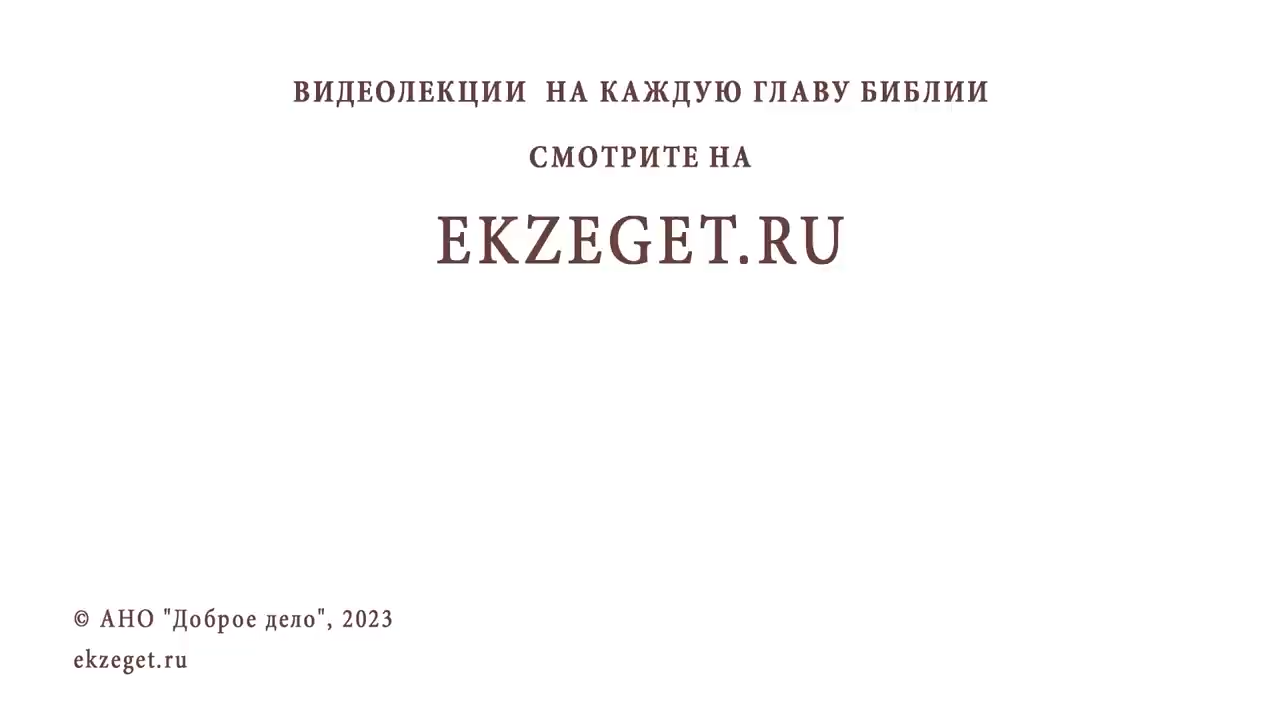 ВИДЕОЛЕКЦИИ НА КАЖДУЮ ГЛАВУ БИБЛИИ
СМОТРИТЕ НА
EKZEGET.RU
© АНО "Доброе дело", 2023
ekzeget.ru